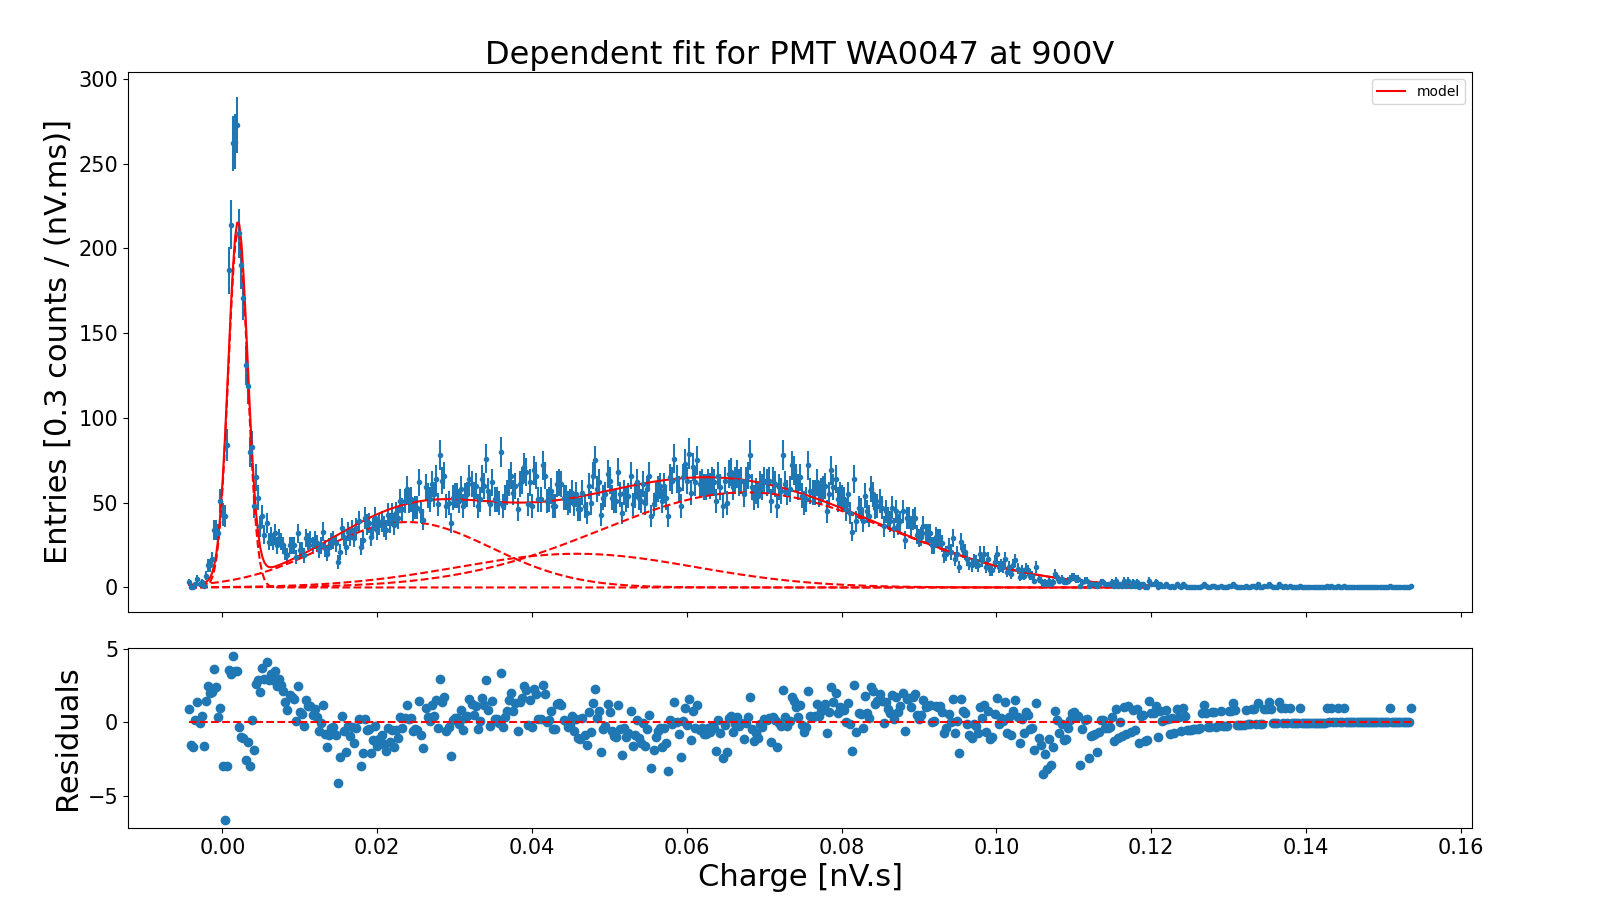 Dependent fit for PMT WA0047 at 900V
model
Entries [0.3 counts / (nV.ms)]
300
250
200
150
100
50
0
Residuals
5
0
−5
0.00 0.02 0.04 0.06 0.08 0.10 0.12 0.14 0.16
Charge [nV.s]